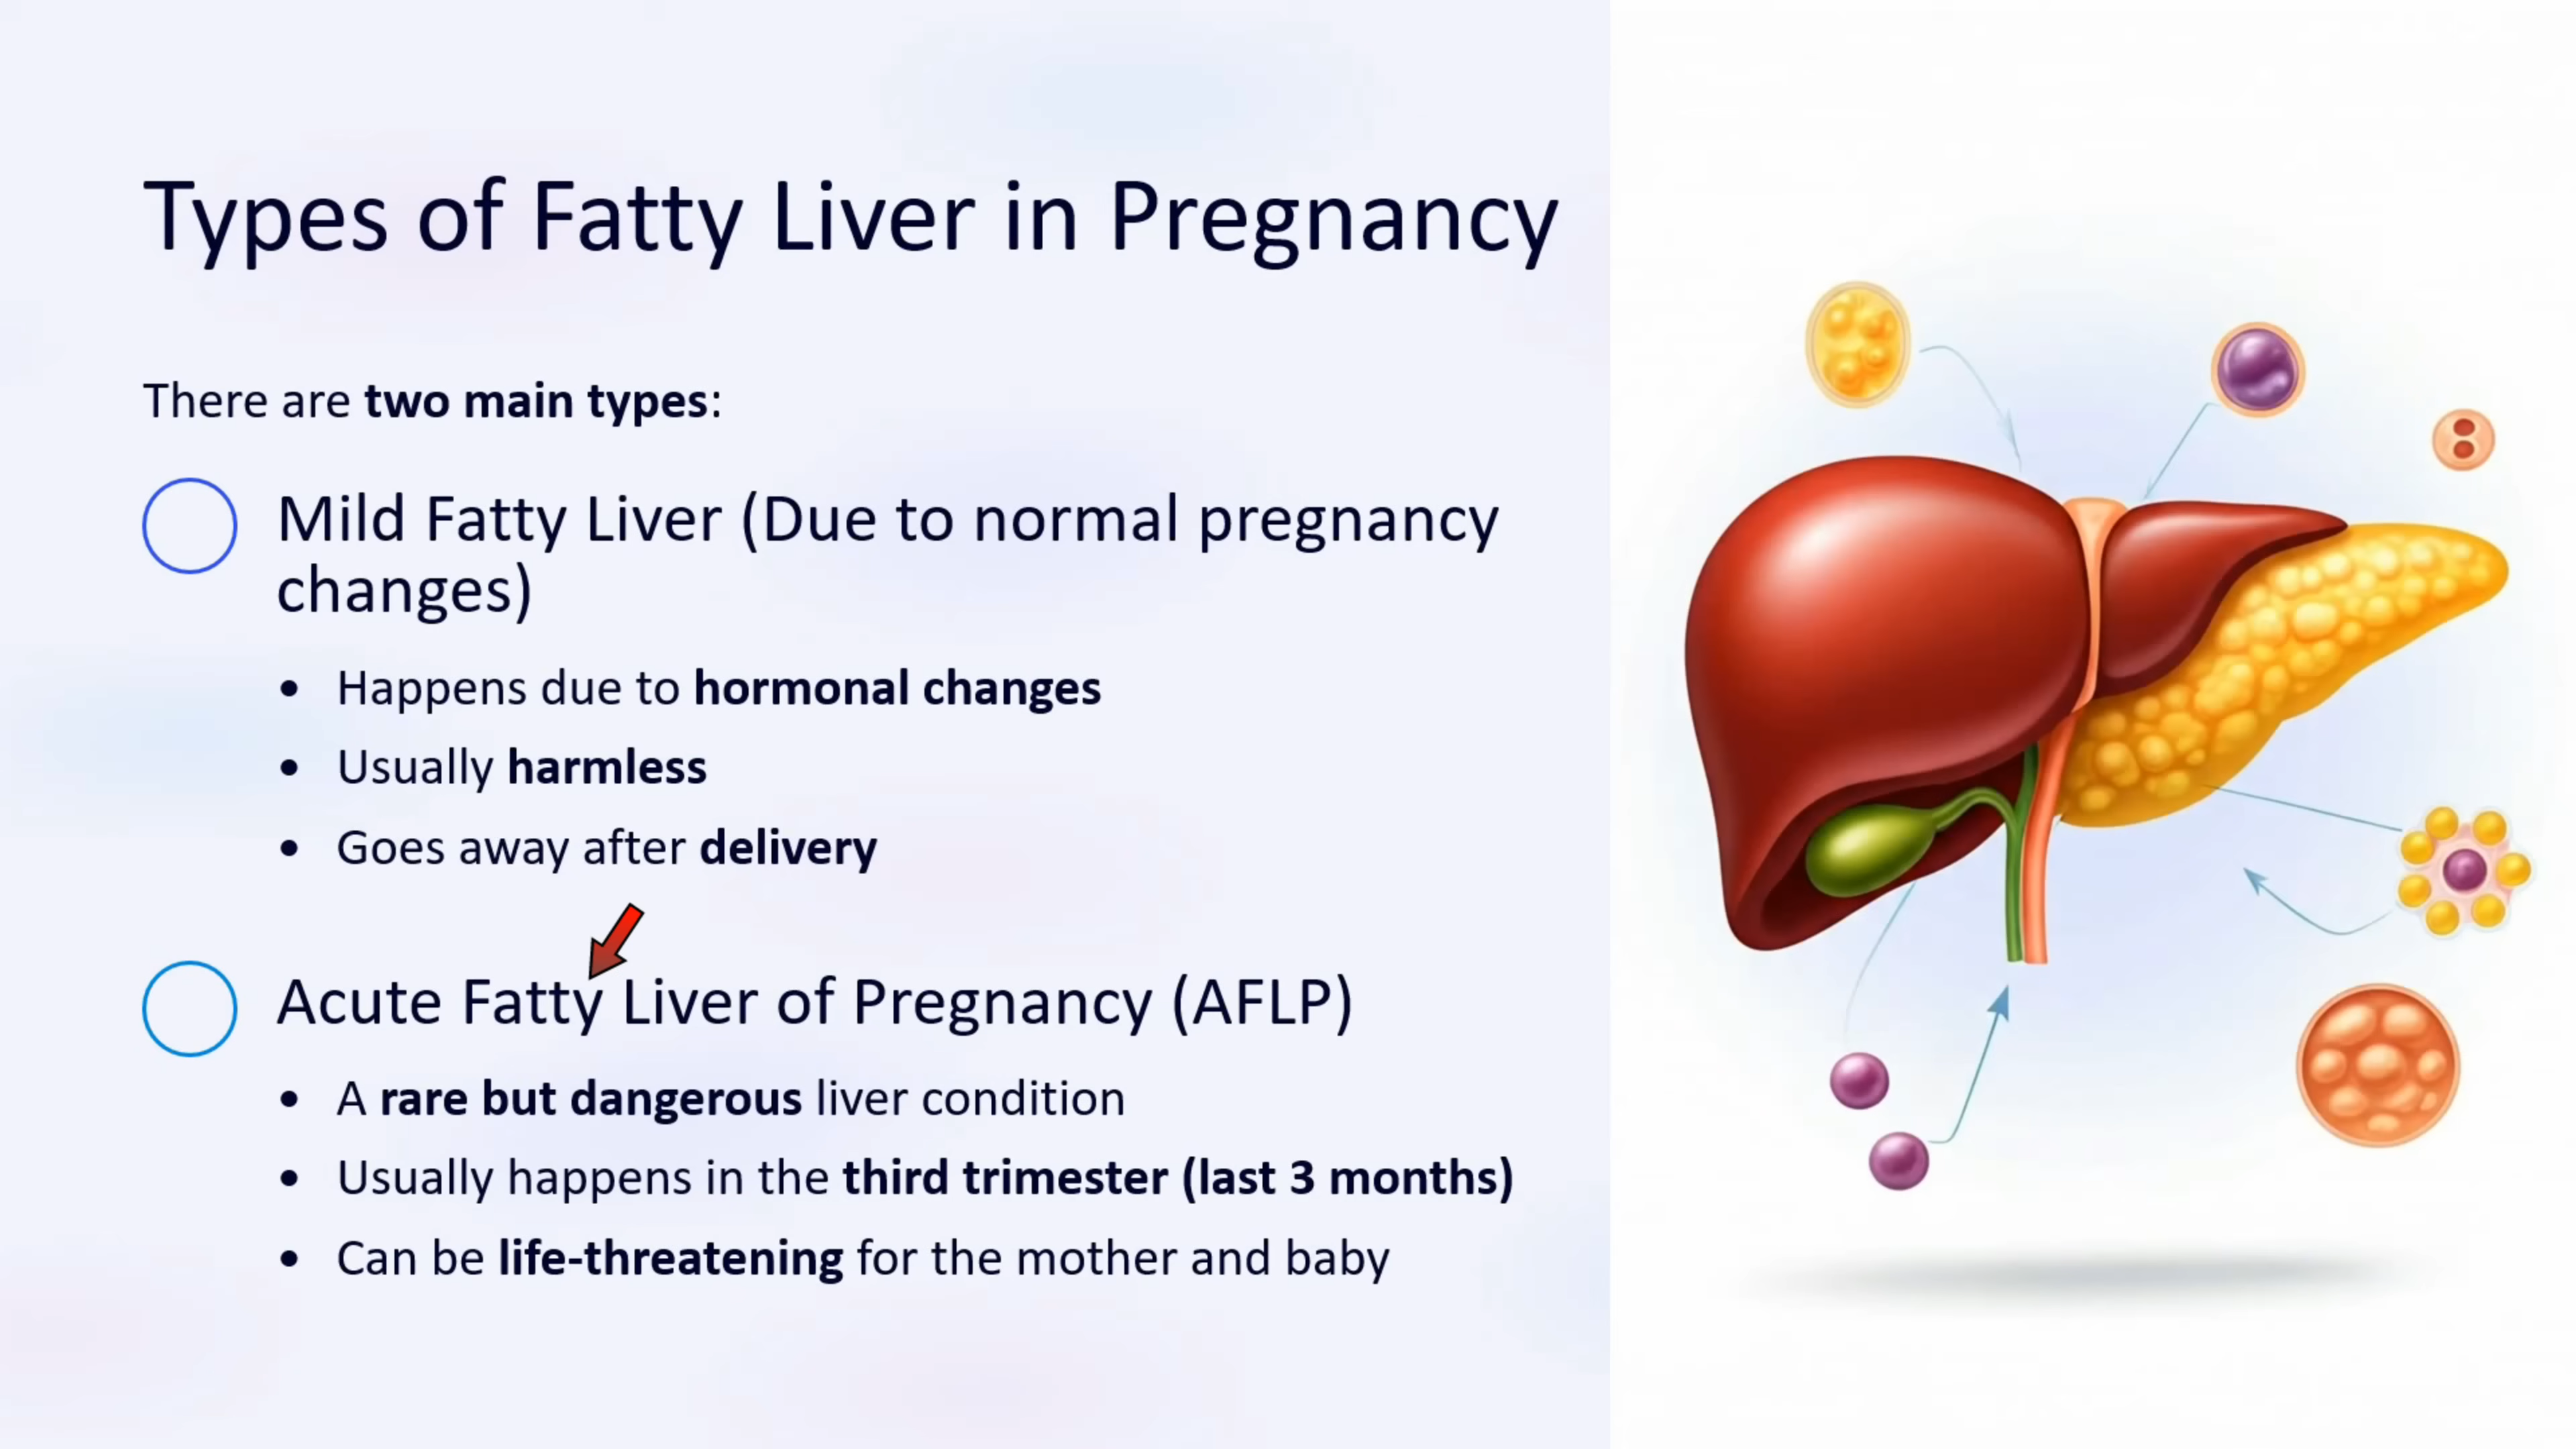 Types of Fatty Liver in Pregnancy
There are two main types:
Mild Fatty Liver (Due to normal pregnancy
changes)
• Happens due to hormonal changes
• Usually harmless
• Goes away after delivery
Acute Fatty Liver of Pregnancy (AFLP)
• A rare but dangerous liver condition
• Usually happens in the third trimester (last 3 months)
• Can be life-threatening for the mother and baby